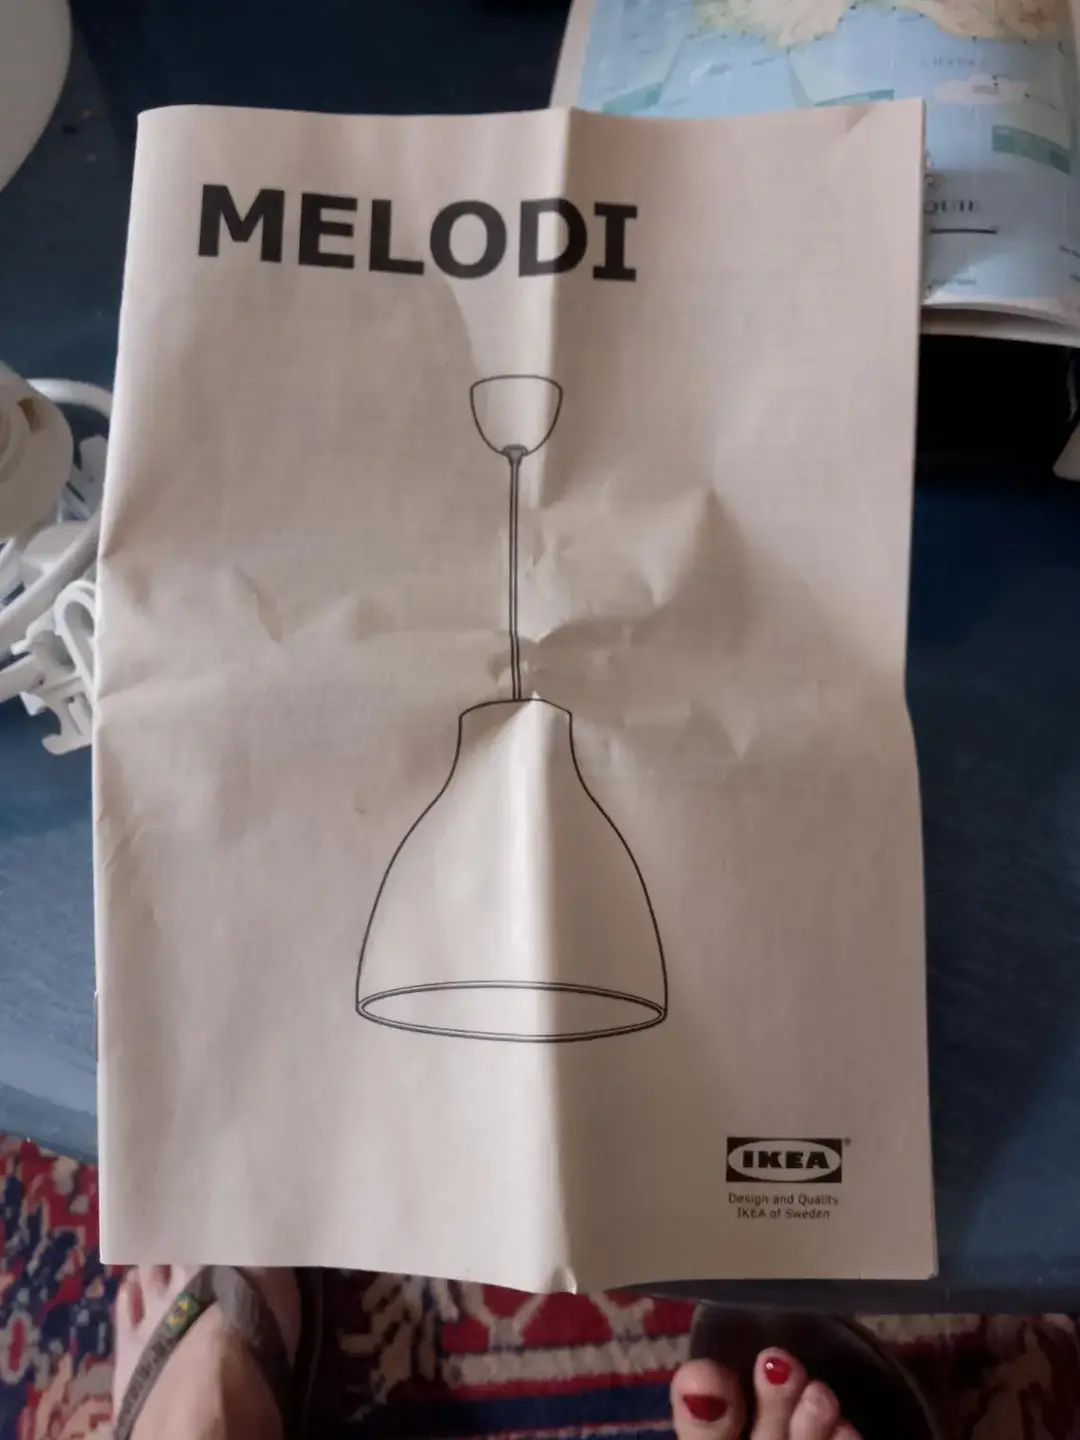 MELODI
IKEA®
Design and Quality
IKEA of Sweden